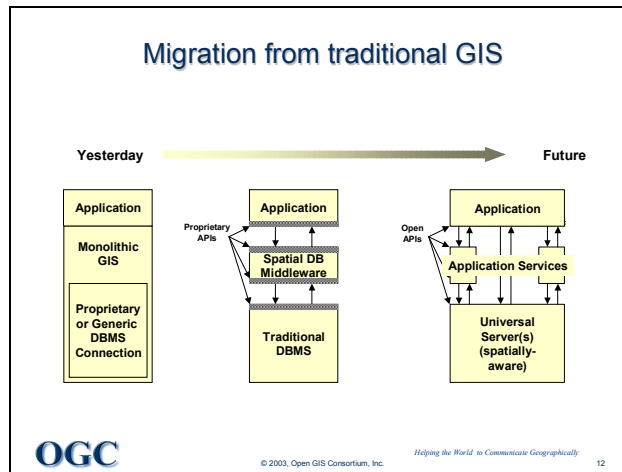 Migration from traditional GIS
Yesterday
Future
Application
Monolithic
GIS
Proprietary
or Generic
DBMS
Connection
Proprietary
APIs
Application
Spatial DB
Middleware
Traditional
DBMS
Open
APIs
Application
Application Services
Universal
Server(s)
(spatially-
aware)
OGC
© 2003, Open GIS Consortium, Inc.
Helping the World to Communicate Geographically
12